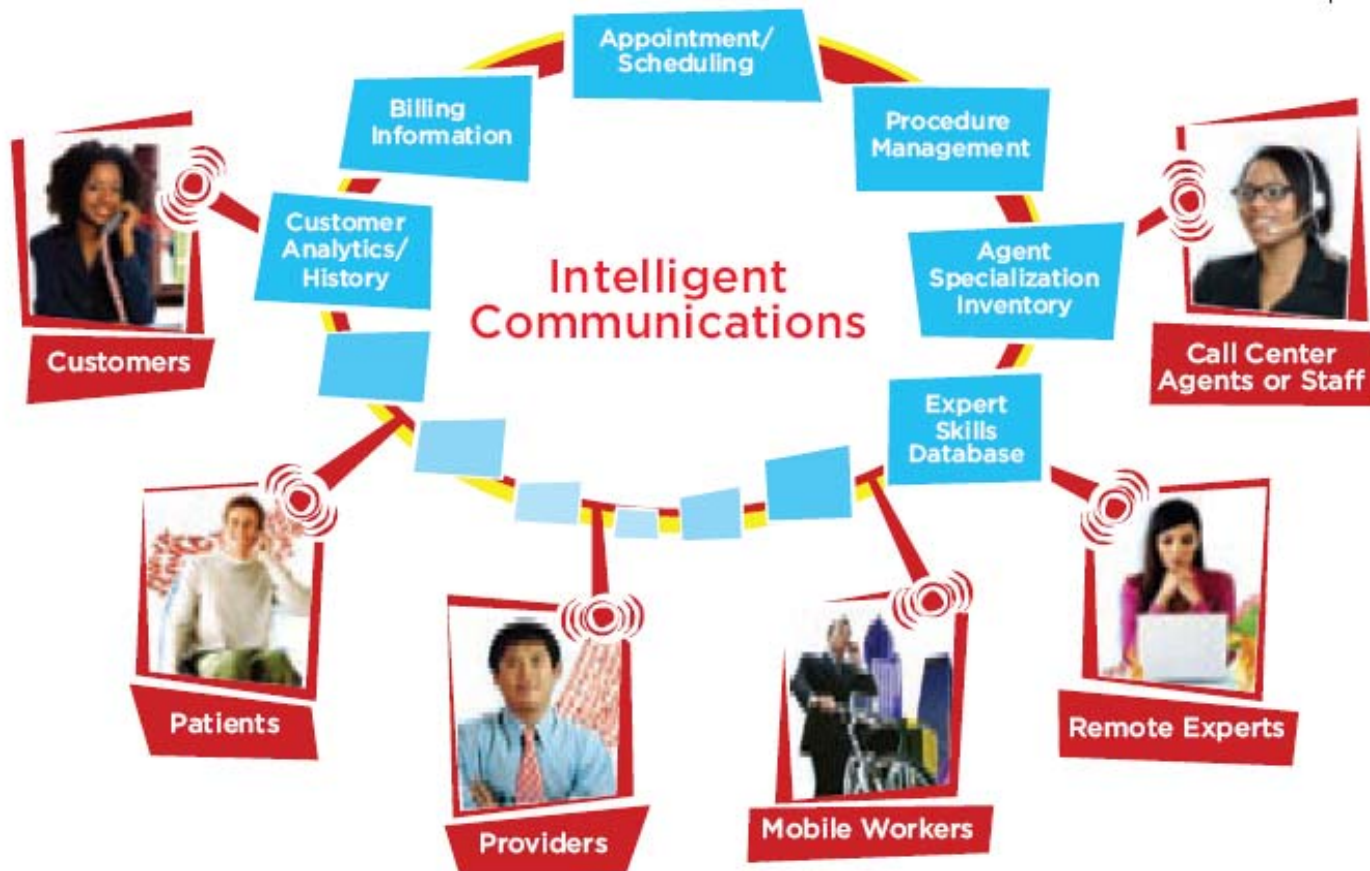 Appointment/
Scheduling
Billing
Information
Procedure
Management
Customer
Analytics/
History
Agent
Specialization
Inventory
Intelligent
Communications
Customers
Call Center
Agents or Staff
Expert
Skills
Database
Patients
Remote Experts
Providers
Mobile Workers